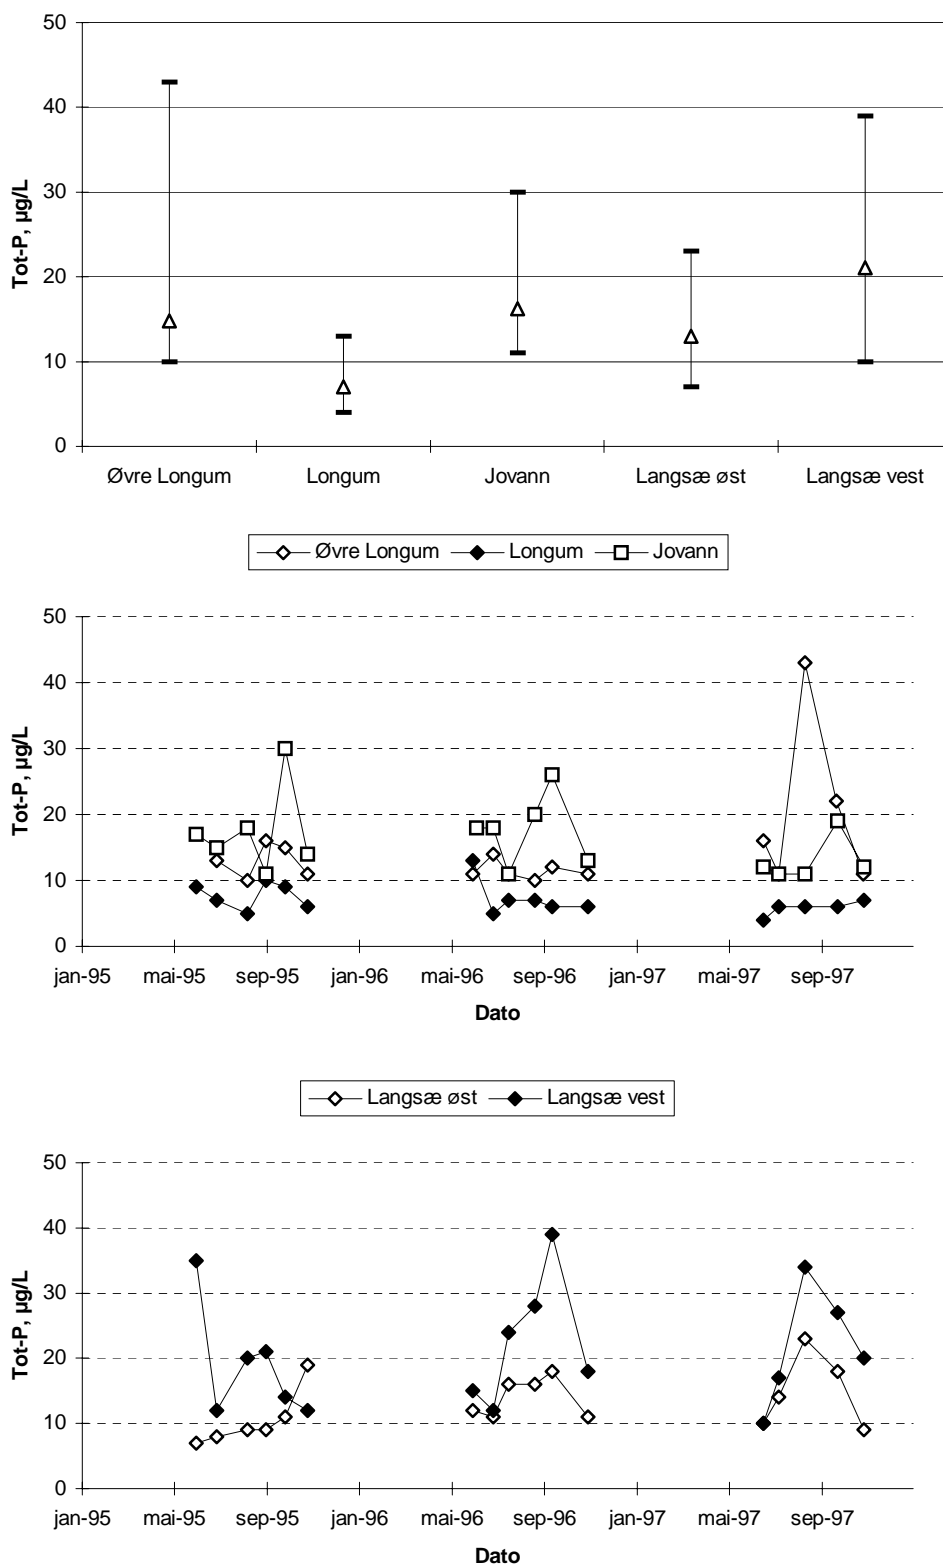 50
40
30
20
10
0
Tot-P, µg/L
Øvre Longum Longum Jovann Langsæ øst Langsæ vest
Øvre Longum Longum Jovann
50
40
30
20
10
0
Tot-P, µg/L
jan-95 mai-95 sep-95 jan-96 mai-96 sep-96 jan-97 mai-97 sep-97
Dato
Langsæ øst Langsæ vest
50
40
30
20
10
0
Tot-P, µg/L
jan-95 mai-95 sep-95 jan-96 mai-96 sep-96 jan-97 mai-97 sep-97
Dato